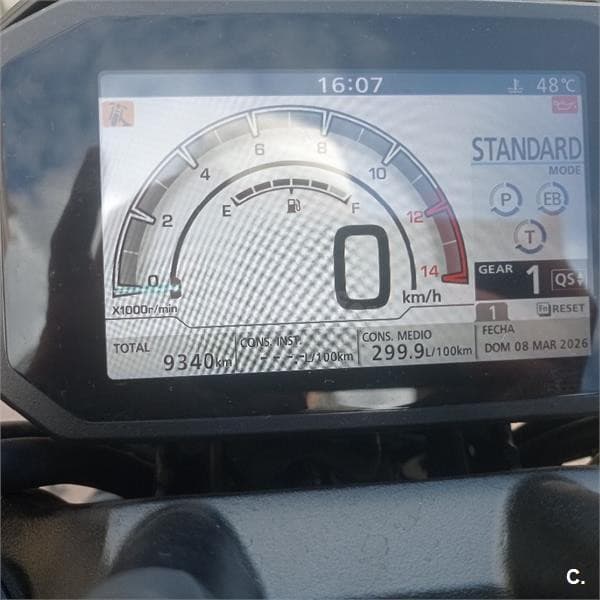 16:07
48°C
6 8
4 10
STANDARD
MODE
P EB
E F
2 12
T
0 0 14
GEAR 1 QS
X1000r/min km/h
1 Fn RESET
TOTAL CONS. INST. CONS. MEDIO FECHA
9340km --.-L/100km 299.9L/100km DOM 08 MAR 2026
C.